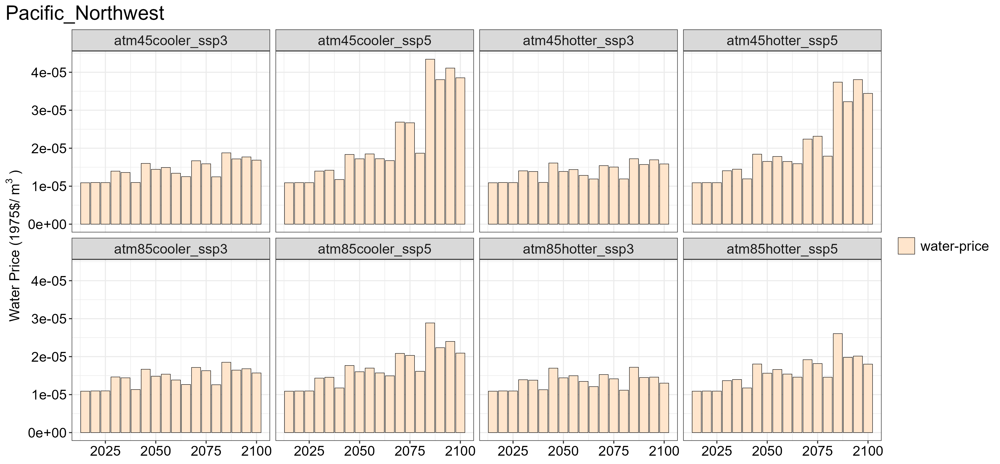 Pacific_Northwest
atm45cooler_ssp3 atm45cooler_ssp5 atm45hotter_ssp3 atm45hotter_ssp5
4e-05
3e-05
2e-05
1e-05
0e+00
atm85cooler_ssp3 atm85cooler_ssp5 atm85hotter_ssp3 atm85hotter_ssp5
4e-05
3e-05
2e-05
1e-05
0e+00
2025 2050 2075 2100 2025 2050 2075 2100 2025 2050 2075 2100 2025 2050 2075 2100
Water Price (1975$/ m³ )
water-price